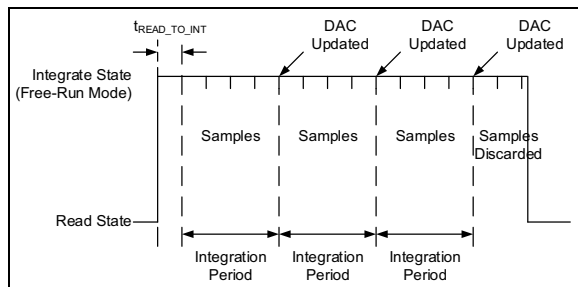 tREAD_TO_INT
DAC
Updated
DAC
Updated
DAC
Updated
Integrate State
(Free-Run Mode)
Samples
Samples
Samples
Samples
Discarded
Read State
Integration
Period
Integration
Period
Integration
Period